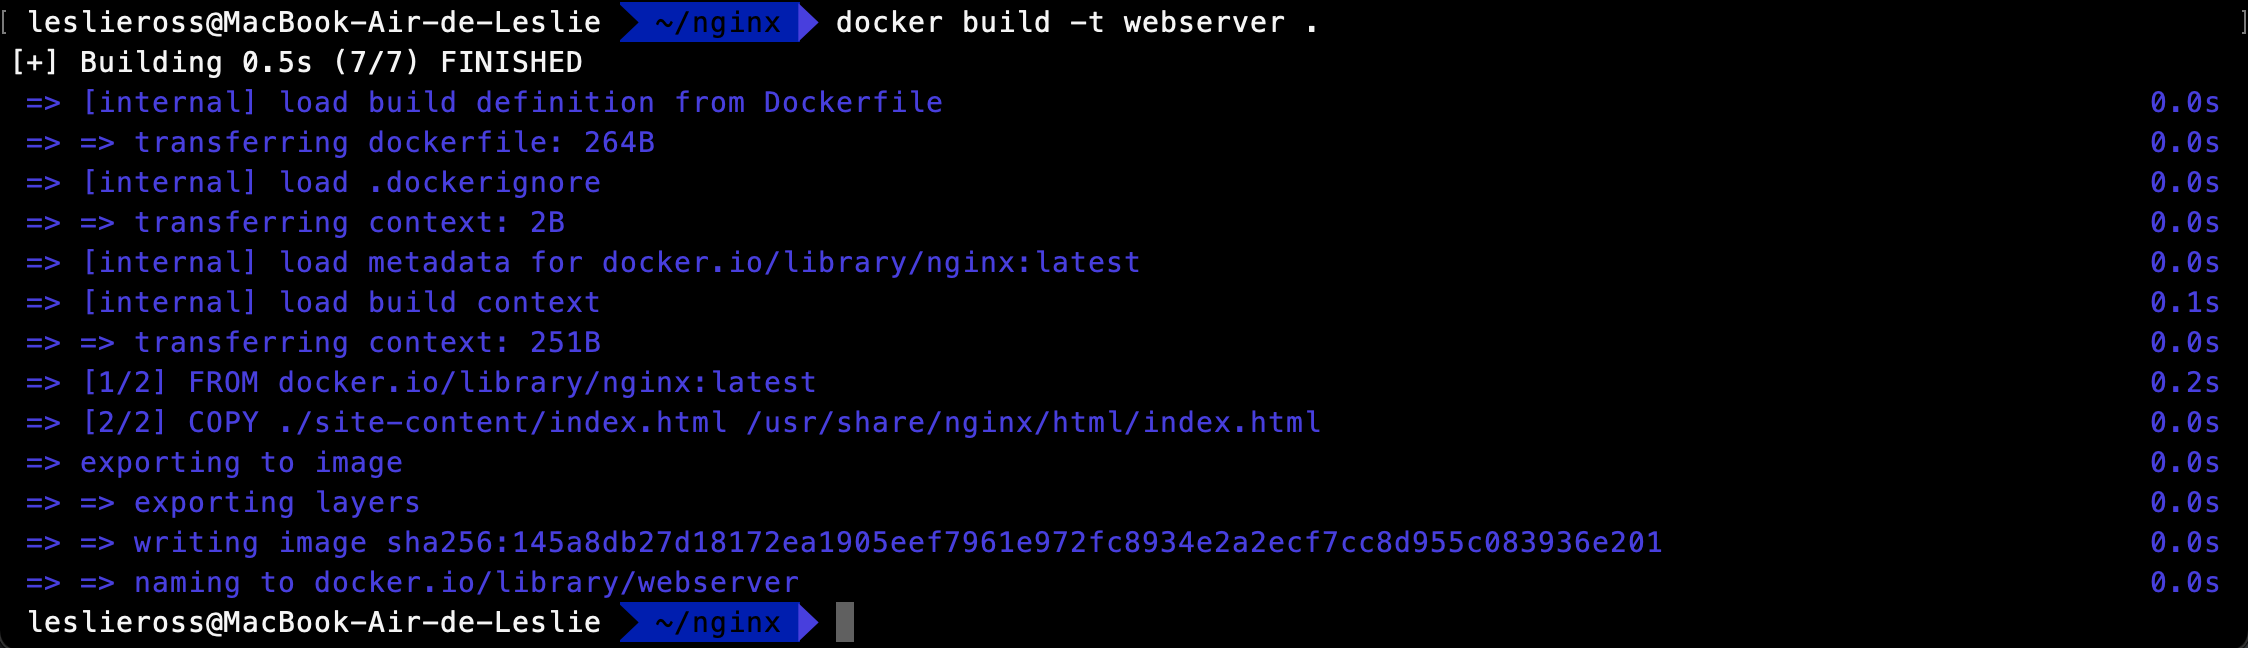 [ leslieross@MacBook-Air-de-Leslie ~/nginx docker build -t webserver . ]
[+] Building 0.5s (7/7) FINISHED
=> [internal] load build definition from Dockerfile 0.0s
=> => transferring dockerfile: 264B 0.0s
=> [internal] load .dockerignore 0.0s
=> => transferring context: 2B 0.0s
=> [internal] load metadata for docker.io/library/nginx:latest 0.0s
=> [internal] load build context 0.1s
=> => transferring context: 251B 0.0s
=> [1/2] FROM docker.io/library/nginx:latest 0.2s
=> [2/2] COPY ./site-content/index.html /usr/share/nginx/html/index.html 0.0s
=> exporting to image 0.0s
=> => exporting layers 0.0s
=> => writing image sha256:145a8db27d18172ea1905eef7961e972fc8934e2a2ecf7cc8d955c083936e201 0.0s
=> => naming to docker.io/library/webserver 0.0s
leslieross@MacBook-Air-de-Leslie ~/nginx